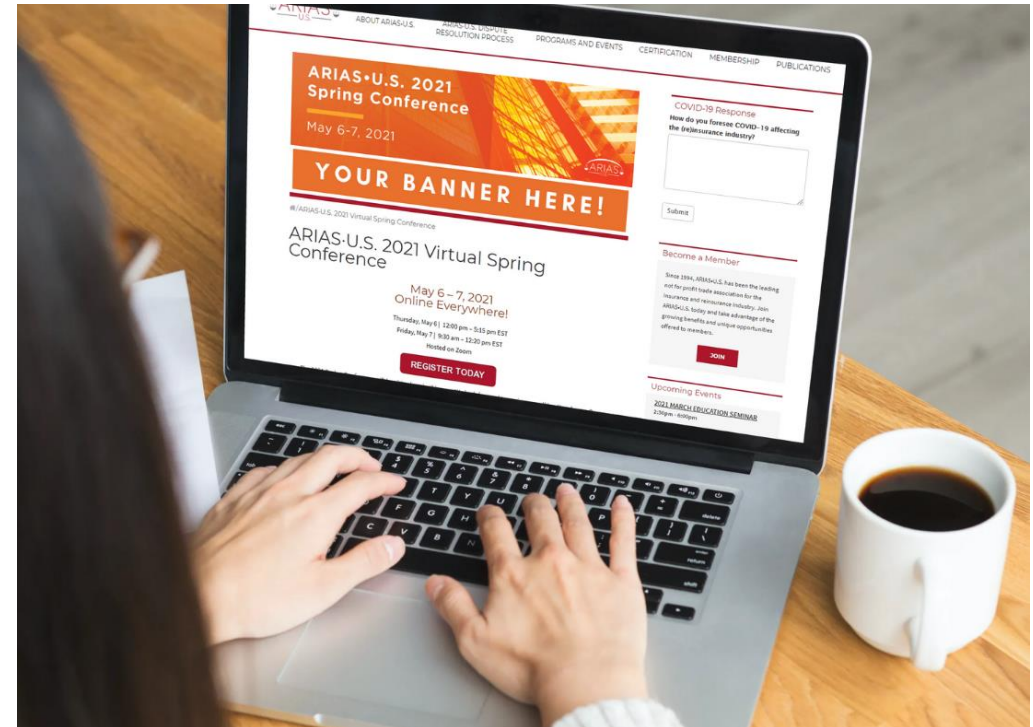 ARIAS
U.S.
ABOUT ARIAS•U.S.
ARIAS•U.S. DISPUTE
RESOLUTION PROCESS
PROGRAMS AND EVENTS
CERTIFICATION
MEMBERSHIP
PUBLICATIONS
ARIAS•U.S. 2021
Spring Conference
May 6-7, 2021
ARIAS
YOUR BANNER HERE!
/ARIAS•U.S. 2021 Virtual Spring Conference
ARIAS•U.S. 2021 Virtual Spring
Conference
May 6 – 7, 2021
Online Everywhere!
Thursday, May 6 | 12:00 pm – 5:15 pm EST
Friday, May 7 | 9:30 am – 12:20 pm EST
Hosted on Zoom
REGISTER TODAY
COVID-19 Response
How do you foresee COVID-19 affecting
the (re)insurance industry?
Submit
Become a Member
Since 1994, ARIAS•U.S. has been the leading
not for profit trade association for the
insurance and reinsurance industry. Join
ARIAS•U.S. today and take advantage of the
growing benefits and unique opportunities
offered to members.
JOIN
Upcoming Events
2021 MARCH EDUCATION SEMINAR
delete
enter
return
shift